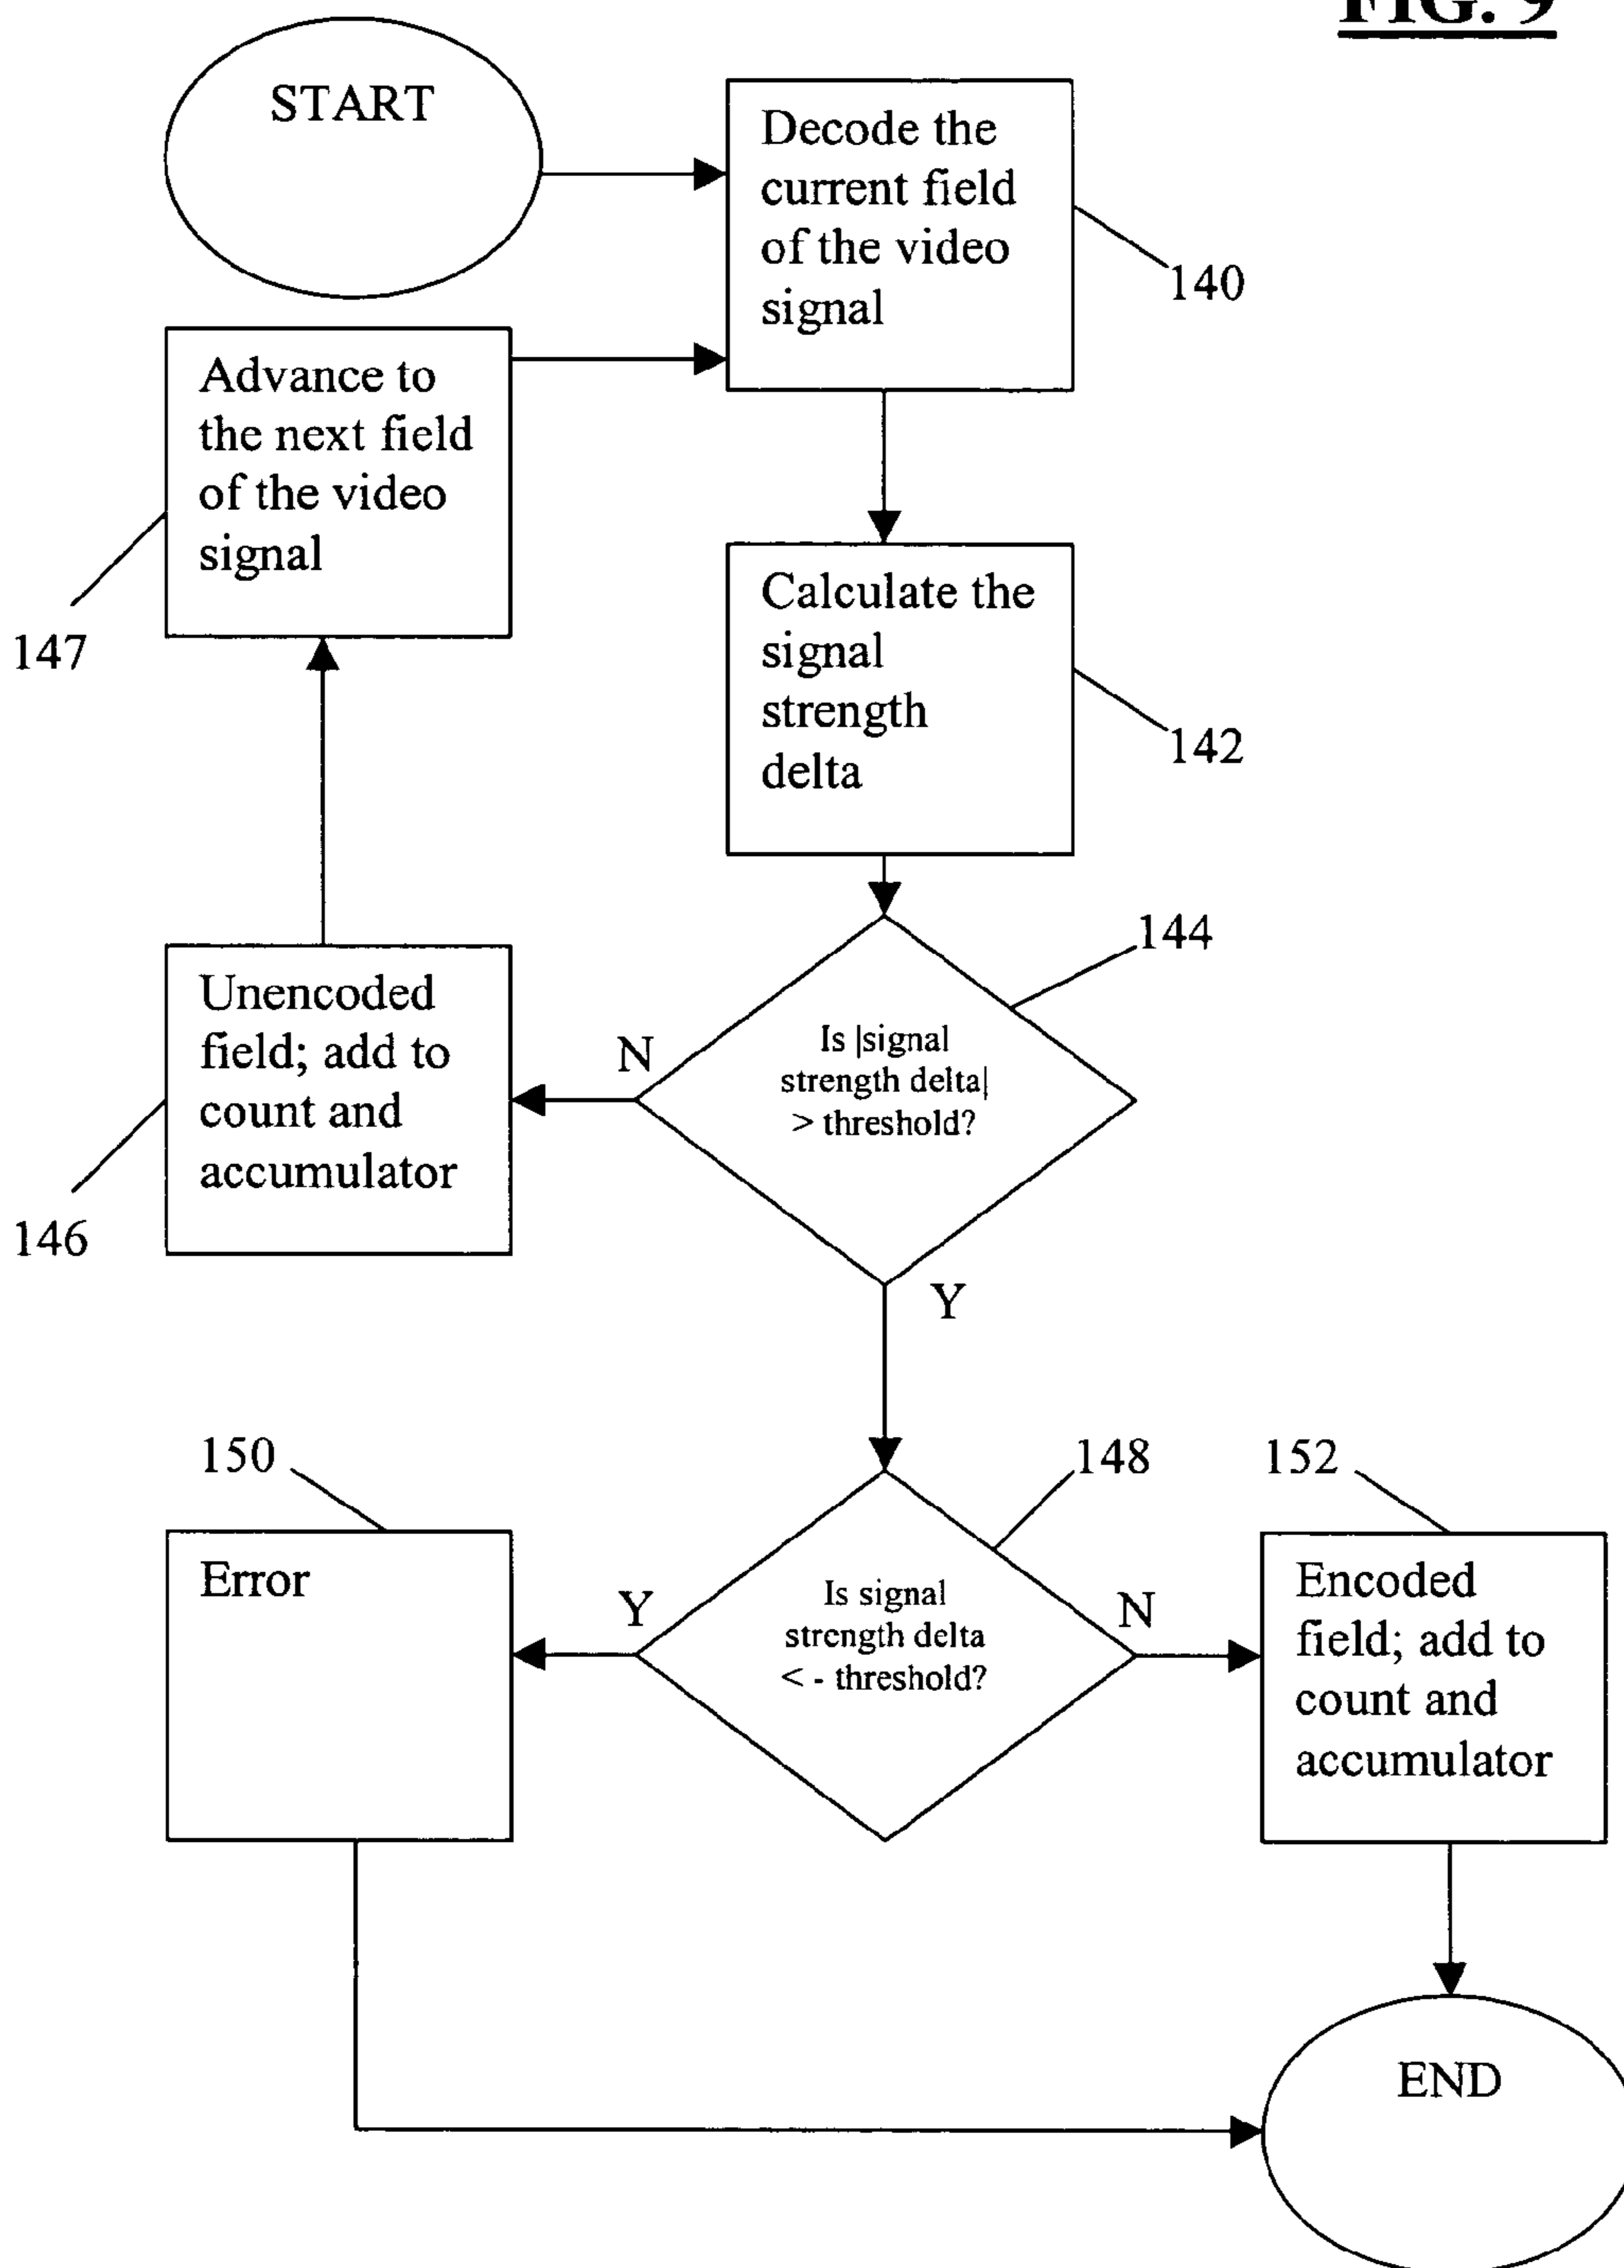 FIG. 9
START
Decode the
current field
of the video
signal
140
Advance to
the next field
of the video
signal
147
Calculate the
signal
strength
delta
142
144
Is |signal
strength delta|
> threshold?
N
Y
Unencoded
field; add to
count and
accumulator
146
150
148
152
Error
Y
Is signal
strength delta
< - threshold?
N
Encoded
field; add to
count and
accumulator
END